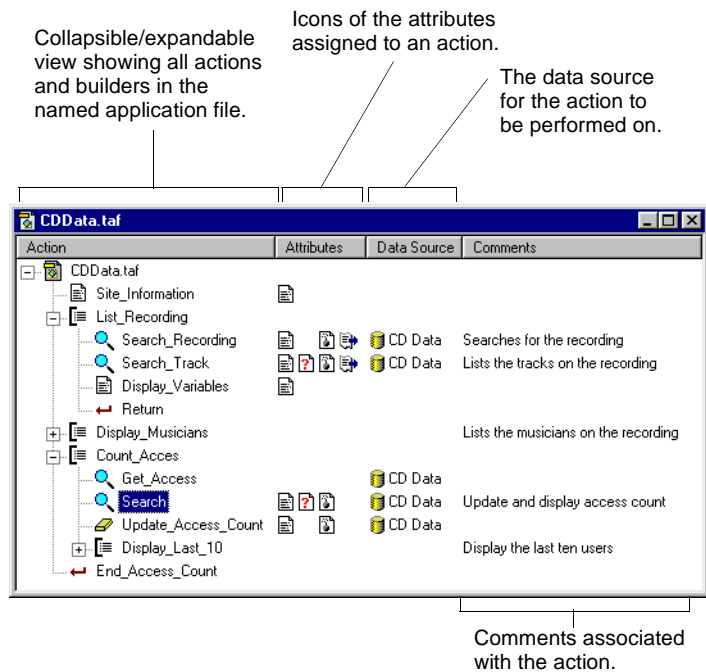 Icons of the attributes
assigned to an action.
Collapsible/expandable
view showing all actions
and builders in the
named application file.
The data source
for the action to
be performed on.
CDData.taf
Action Attributes Data Source Comments
CDData.taf
Site_Information
List_Recording
Search_Recording CD Data Searches for the recording
Search_Track CD Data Lists the tracks on the recording
Display_Variables
Return
Display_Musicians Lists the musicians on the recording
Count_Acces
Get_Access CD Data
Search CD Data Update and display access count
Update_Access_Count CD Data
Display_Last_10 Display the last ten users
End_Access_Count
Comments associated
with the action.